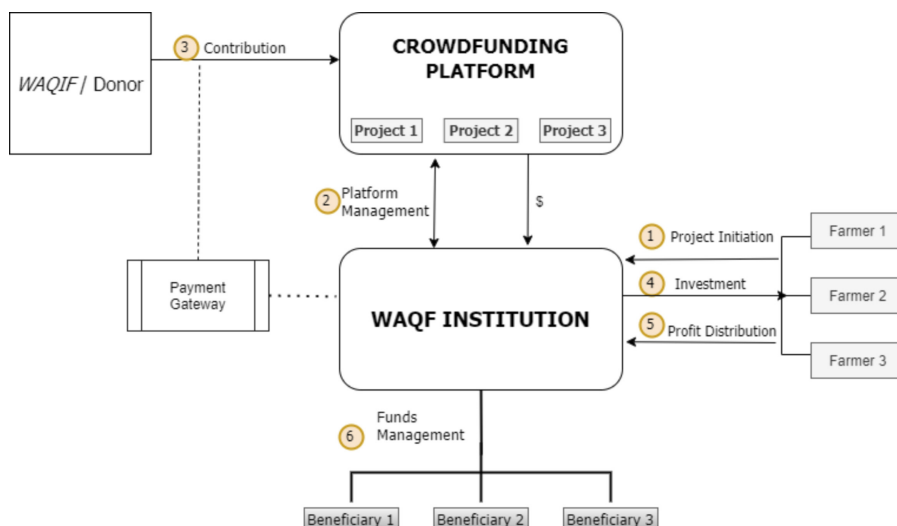 WAQIF / Donor
3 Contribution
CROWDFUNDING
PLATFORM
Project 1 Project 2 Project 3
2 Platform
Management
$
1 Project Initiation
Farmer 1
Payment
Gateway
WAQF INSTITUTION
4 Investment
Farmer 2
5 Profit Distribution
Farmer 3
6 Funds
Management
Beneficiary 1 Beneficiary 2 Beneficiary 3